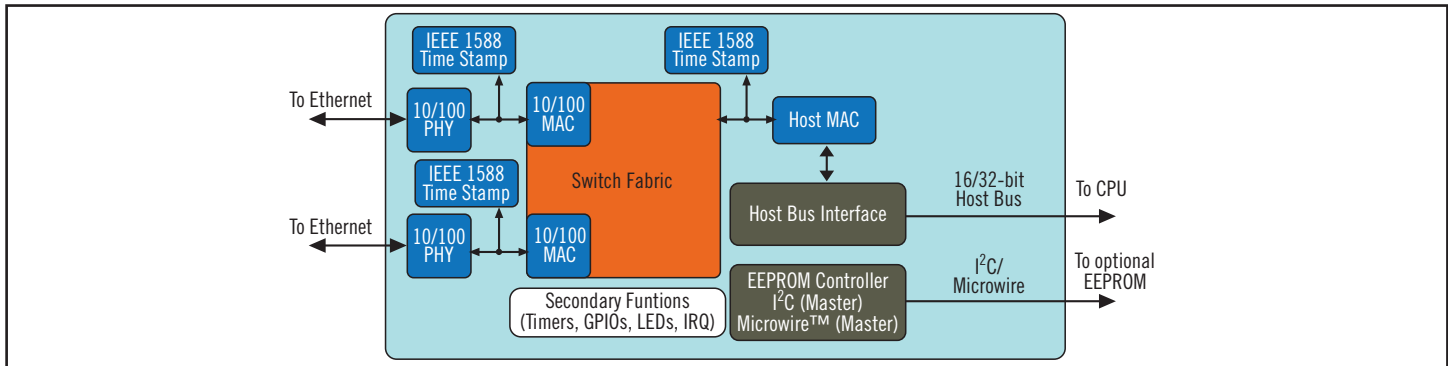 IEEE 1588
Time Stamp
IEEE 1588
Time Stamp
To Ethernet
10/100
PHY
10/100
MAC
Host MAC
IEEE 1588
Time Stamp
Switch Fabric
16/32-bit
Host Bus
To CPU
Host Bus Interface
To Ethernet
10/100
PHY
10/100
MAC
EEPROM Controller
I²C (Master)
Microwire™ (Master)
I²C/
Microwire
To optional
EEPROM
Secondary Funtions
(Timers, GPIOs, LEDs, IRQ)